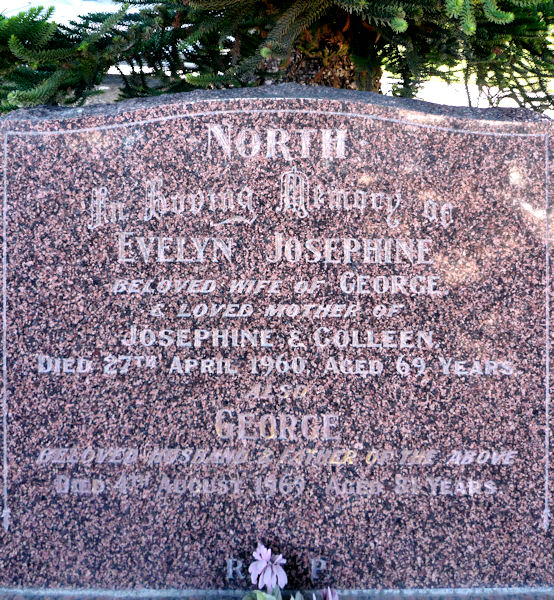 NORTH
In Loving Memory of
EVELYN JOSEPHINE
BELOVED WIFE OF GEORGE
& LOVED MOTHER OF
JOSEPHINE & COLLEEN.
DIED 27TH APRIL 1960, AGED 69 YEARS.
ALSO
GEORGE
BELOVED HUSBAND & FATHER OF THE ABOVE
DIED 4TH AUGUST AGED 81 YEARS.
R P